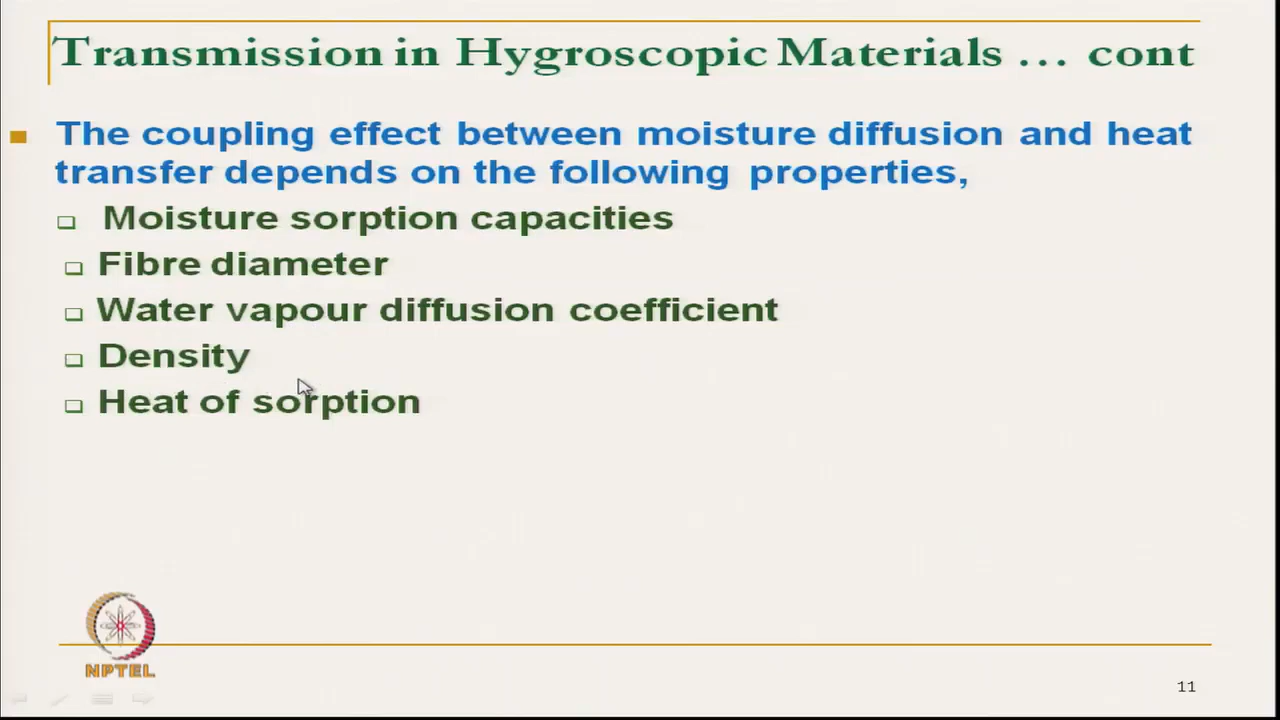 Transmission in Hygroscopic Materials … cont
The coupling effect between moisture diffusion and heat
transfer depends on the following properties,
Moisture sorption capacities
Fibre diameter
Water vapour diffusion coefficient
Density
Heat of sorption
NPTEL
11